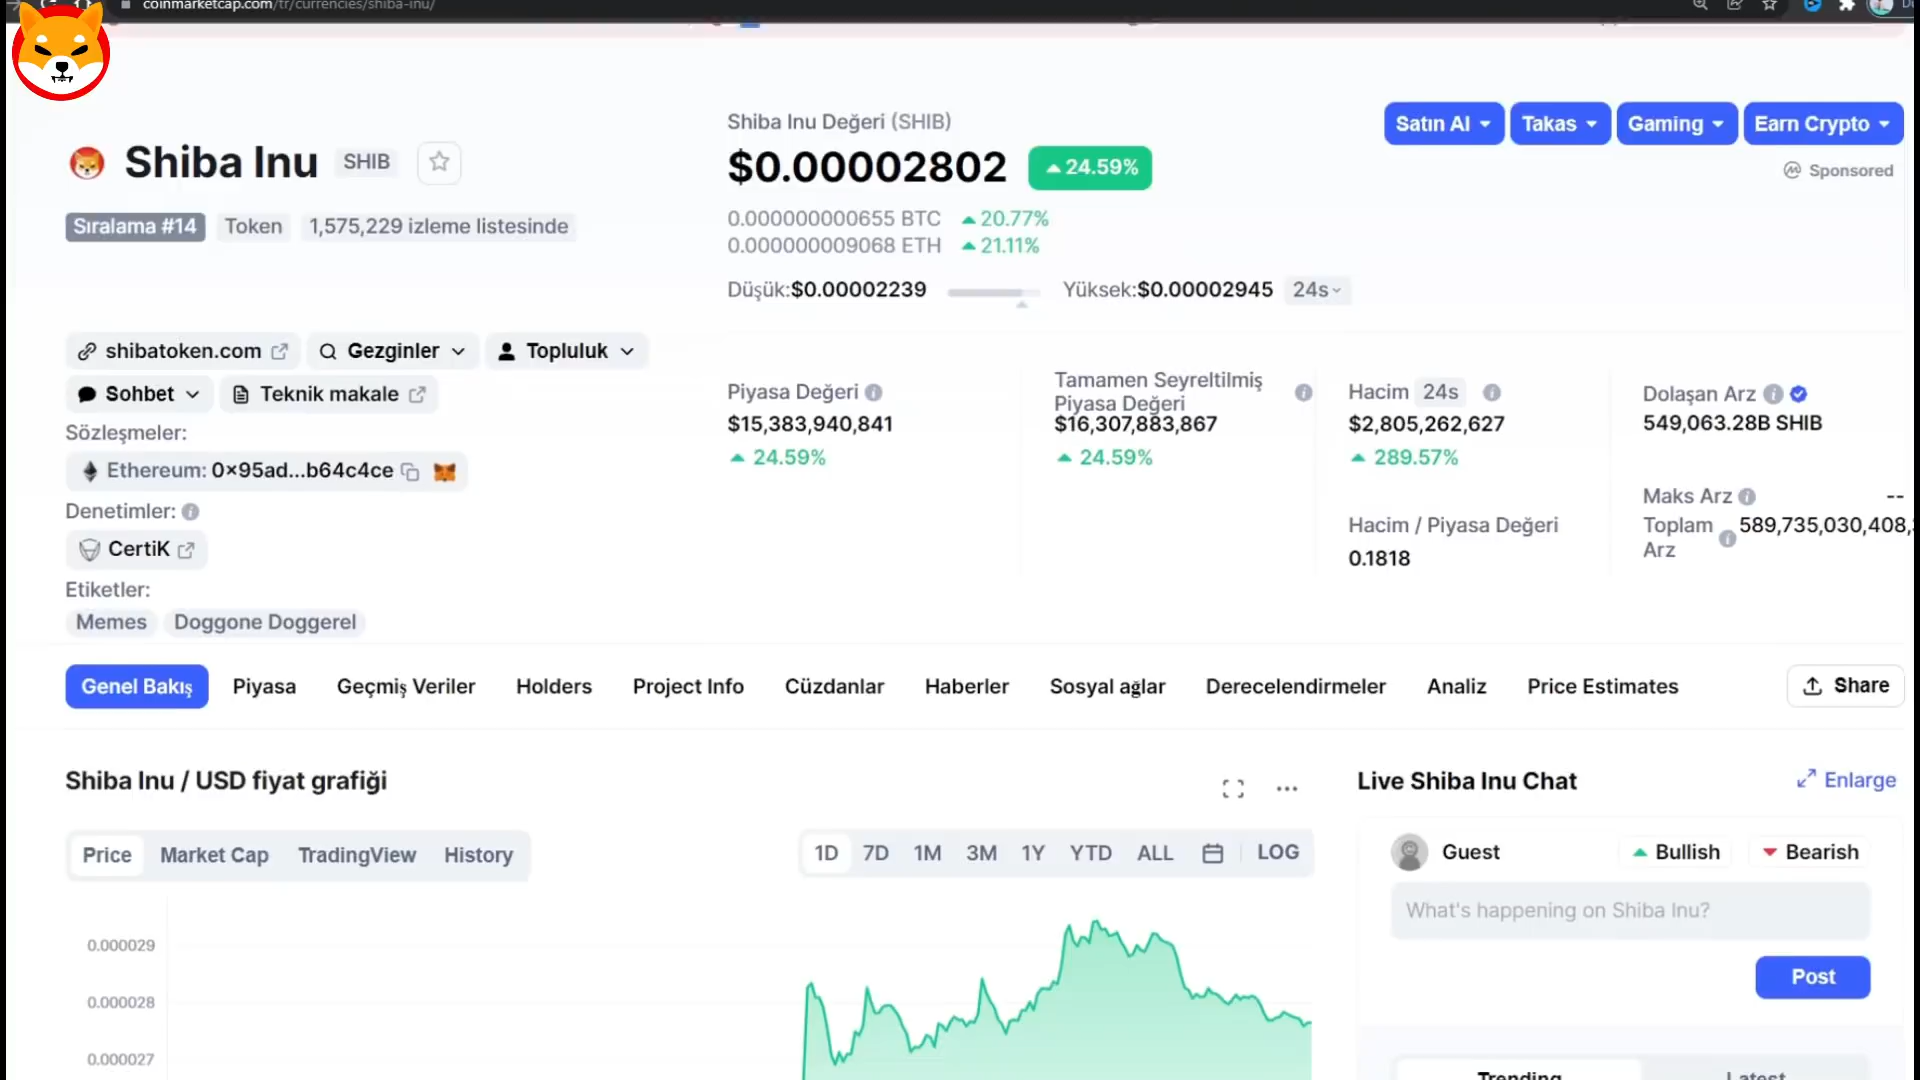 coinmarketcap.com/tr/currencies/shiba-inu/
Shiba Inu SHIB
Sıralama #14 Token 1,575,229 izleme listesinde
Shiba Inu Değeri (SHIB)
$0.00002802 24.59%
0.000000000655 BTC 20.77%
0.000000009068 ETH 21.11%
Düşük:$0.00002239 Yüksek:$0.00002945 24s
Satın Al Takas Gaming Earn Crypto
Sponsored
shibatoken.com Gezginler Topluluk
Sohbet Teknik makale
Sözleşmeler:
Ethereum: 0x95ad...b64c4ce
Denetimler:
CertiK
Etiketler:
Memes Doggone Doggerel
Piyasa Değeri
$15,383,940,841
24.59%
Tamamen Seyreltilmiş
Piyasa Değeri
$16,307,883,867
24.59%
Hacim 24s
$2,805,262,627
289.57%
Hacim / Piyasa Değeri
0.1818
Dolaşan Arz
549,063.28B SHIB
Maks Arz --
Toplam Arz 589,735,030,408,
Genel Bakış Piyasa Geçmiş Veriler Holders Project Info Cüzdanlar Haberler Sosyal ağlar Derecelendirmeler Analiz Price Estimates Share
Shiba Inu / USD fiyat grafiği
Price Market Cap TradingView History
1D 7D 1M 3M 1Y YTD ALL LOG
0.000029
0.000028
0.000027
Live Shiba Inu Chat Enlarge
Guest Bullish Bearish
What's happening on Shiba Inu?
Post
Trending Latest